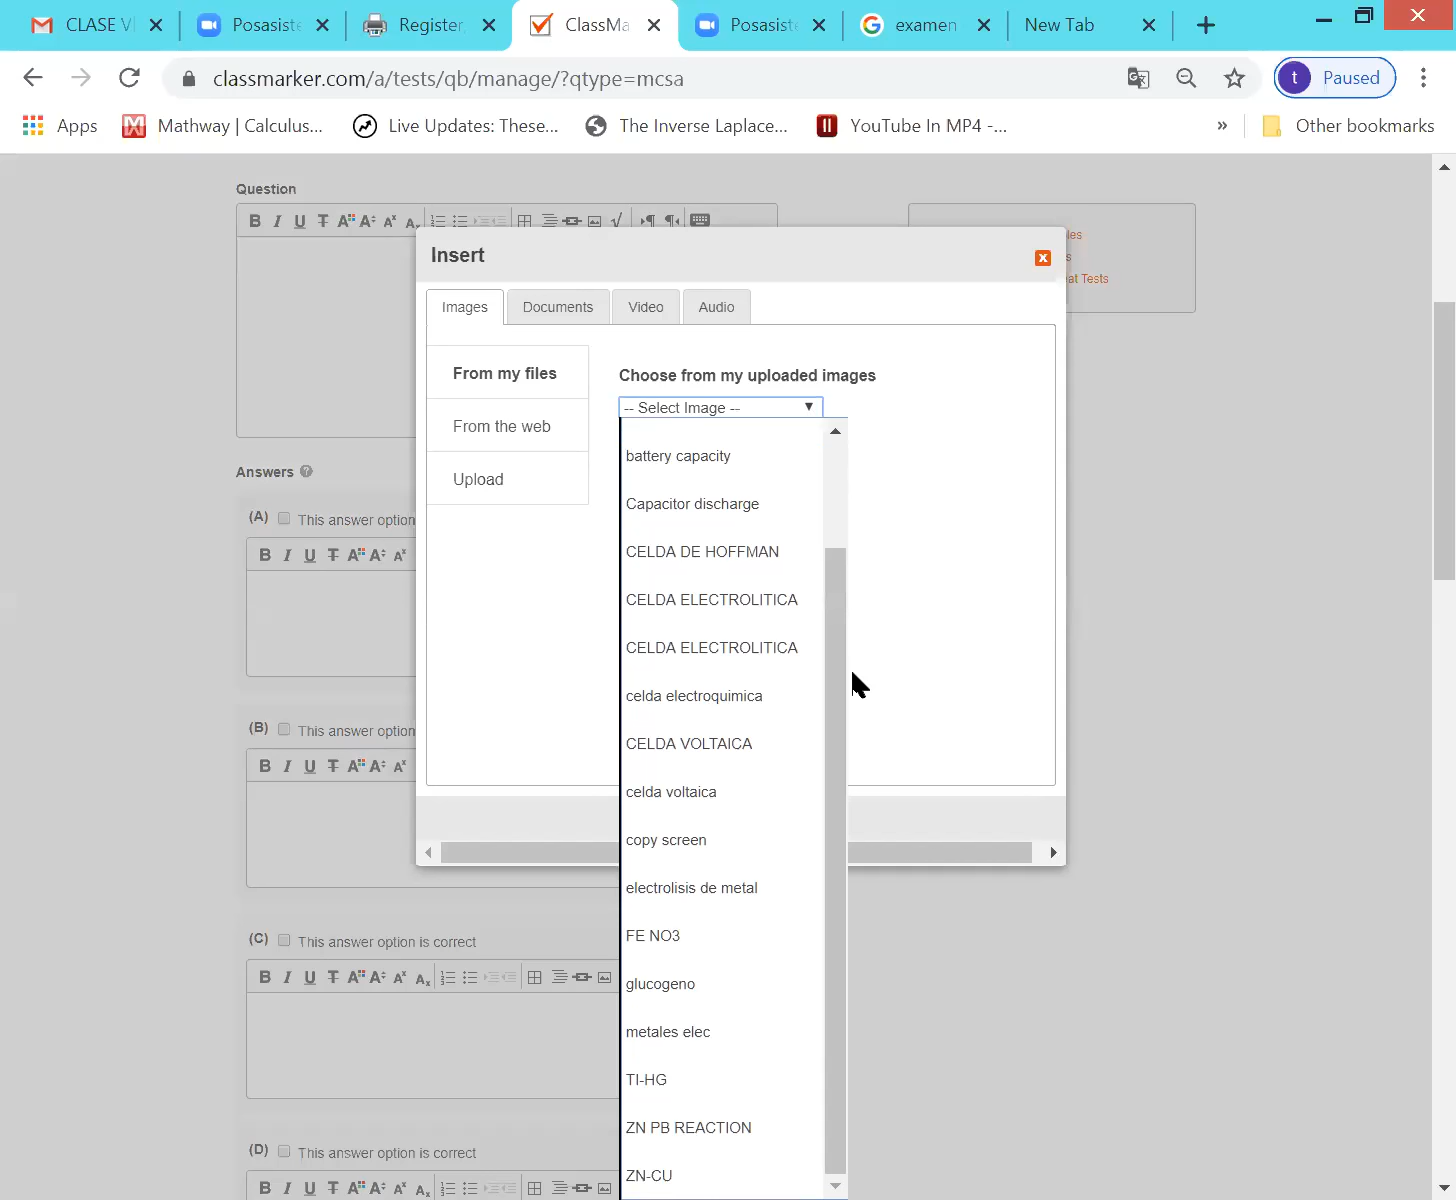 CLASE VI
Posasiste
Register,
ClassMa
Posasist
examen
New Tab
classmarker.com/a/tests/qb/manage/?qtype=mcsa
t
Paused
Apps
Mathway | Calculus...
Live Updates: These...
The Inverse Laplace...
YouTube In MP4 -...
»
Other bookmarks
Question
Insert
les
s
at Tests
Images
Documents
Video
Audio
From my files
From the web
Upload
Choose from my uploaded images
-- Select Image --
battery capacity
Capacitor discharge
CELDA DE HOFFMAN
CELDA ELECTROLITICA
CELDA ELECTROLITICA
celda electroquimica
CELDA VOLTAICA
celda voltaica
copy screen
electrolisis de metal
FE NO3
glucogeno
metales elec
TI-HG
ZN PB REACTION
ZN-CU
Answers
(A) This answer option
(B) This answer option
(C) This answer option is correct
(D) This answer option is correct